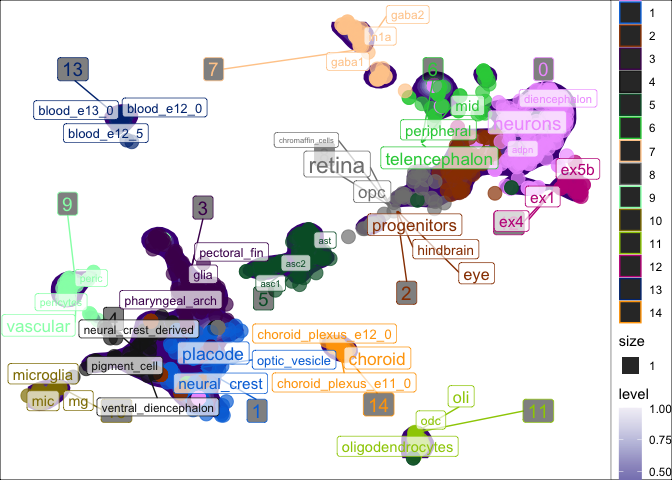 gaba2
in1a
gaba1
7
13
blood_e13_0
blood_e12_0
blood_e12_5
6
0
mid
diencephalon
neurons
peripheral
adpn
telencephalon
chromaffin_cells
retina
opc
ex5b
ex1
ex4
progenitors
hindbrain
eye
2
9
3
pectoral_fin
glia
peric
pericytes
pharyngeal_arch
vascular
4
neural_crest_derived
ast
asc2
asc1
5
placode
optic_vesicle
pigment_cell
neural_crest
microglia
mic
mg
ventral_diencephalon
1
choroid_plexus_e12_0
choroid
choroid_plexus_e11_0
14
oli
odc
11
oligodendrocytes
1
2
3
4
5
6
7
8
9
10
11
12
13
14
size
1
level
1.00
0.75
0.50